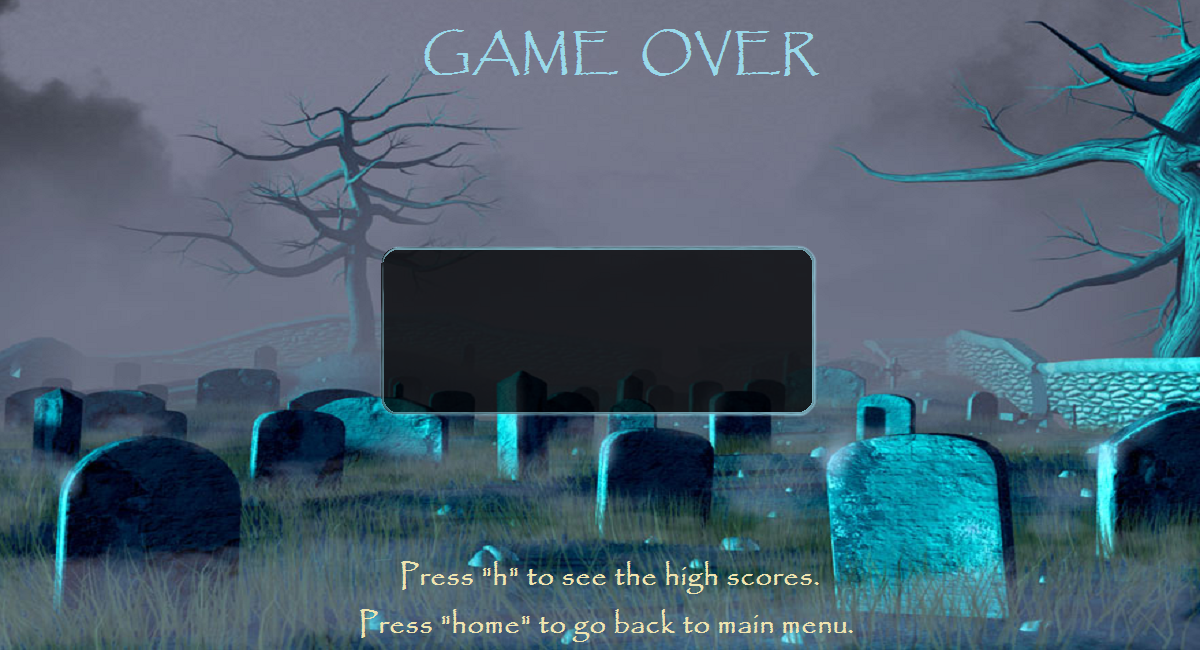 GAME OVER
Press "h" to see the high scores.
Press "home" to go back to main menu.